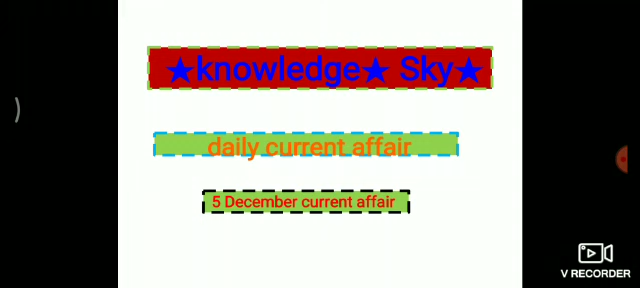 ★knowledge★ Sky★
daily current affair
5 December current affair
V RECORDER